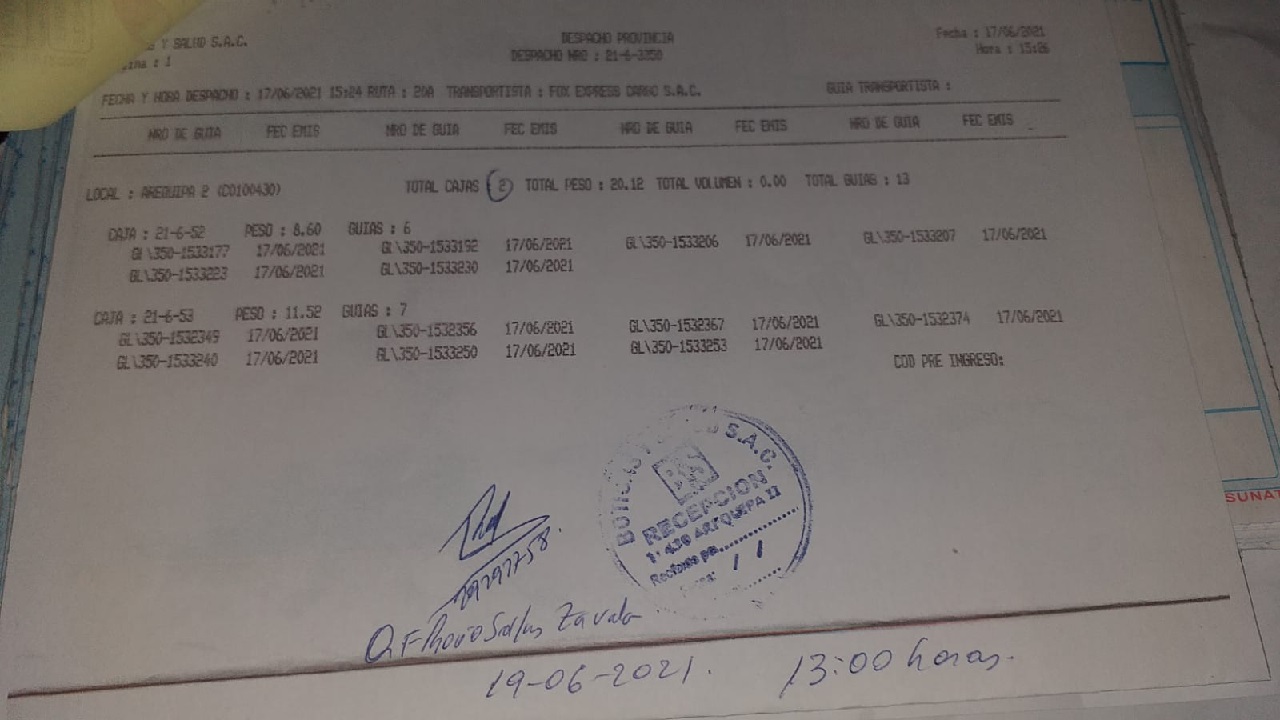 Y SALUD S.A.C.
DESPACHO PROVINCIA
Fecha : 17/06/2021
: 1
DESPACHO NRO : 21-6-3350
Hora : 15:26
FECHA Y HORA DESPACHO : 17/06/2021 15:24 RUTA : 20A TRANSPORTISTA : FOX EXPRESS CARGO S.A.C. GUIA TRANSPORTISTA :
NRO DE GUIA FEC EMIS NRO DE GUIA FEC EMIS NRO DE GUIA FEC EMIS NRO DE GUIA FEC EMIS
LOCAL : AREQUIPA 2 (CO100430) TOTAL CAJAS 2 TOTAL PESO : 20.12 TOTAL VOLUMEN : 0.00 TOTAL GUIAS : 13
CAJA : 21-6-52 PESO : 8.60 GUIAS : 6
GL\350-1533177 17/06/2021 GL\350-1533192 17/06/2021 GL\350-1533206 17/06/2021 GL\350-1533207 17/06/2021
GL\350-1533223 17/06/2021 GL\350-1533230 17/06/2021
CAJA : 21-6-53 PESO : 11.52 GUIAS : 7
GL\350-1532349 17/06/2021 GL\350-1532356 17/06/2021 GL\350-1532367 17/06/2021 GL\350-1532374 17/06/2021
GL\350-1533240 17/06/2021 GL\350-1533250 17/06/2021 GL\350-1533253 17/06/2021
COD PRE INGRESO:
S.A.C.
RECEPCION
AREQUIPA II
SUNAT
Q.F Salas Zavala
19-06-2021. 13:00 horas.